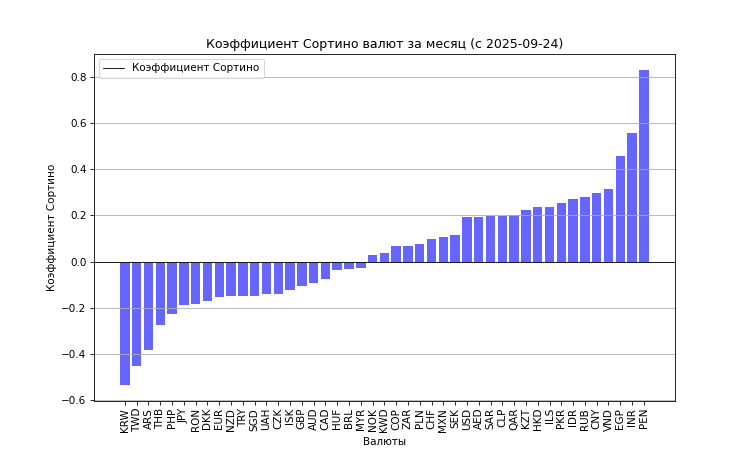 Коэффициент Сортино валют за месяц (с 2025-09-24)
Коэффициент Сортино
0.8
0.6
0.4
0.2
0.0
−0.2
−0.4
−0.6
Коэффициент Сортино
KRW
TWD
ARS
THB
PHP
JPY
RON
DKK
EUR
NZD
TRY
SGD
UAH
CZK
ISK
GBP
AUD
CAD
HUF
BRL
MYR
NOK
KWD
COP
ZAR
PLN
CHF
MXN
SEK
USD
AED
SAR
CLP
QAR
KZT
HKD
ILS
PKR
IDR
RUB
CNY
VND
EGP
INR
PEN
Валюты